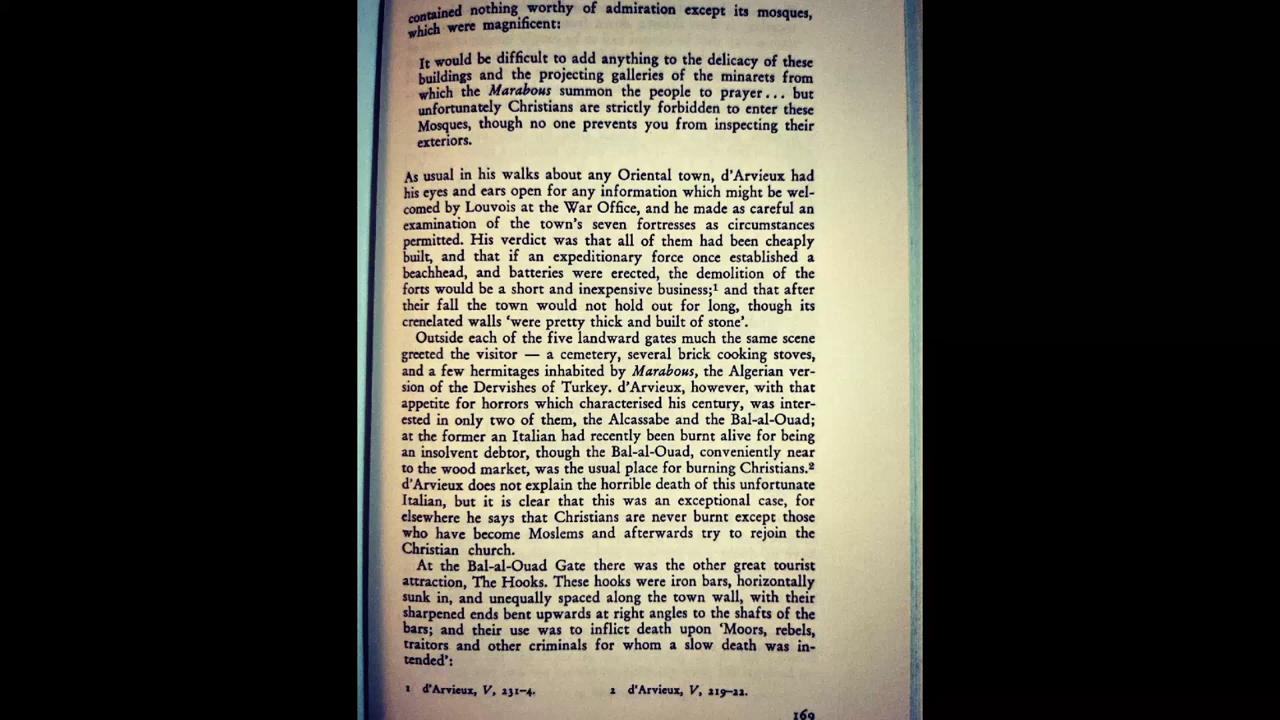 contained nothing worthy of admiration except its mosques,
which were magnificent:
It would be difficult to add anything to the delicacy of these
buildings and the projecting galleries of the minarets from
which the Marabous summon the people to prayer... but
unfortunately Christians are strictly forbidden to enter these
Mosques, though no one prevents you from inspecting their
exteriors.
As usual in his walks about any Oriental town, d'Arvieux had
his eyes and ears open for any information which might be wel-
comed by Louvois at the War Office, and he made as careful an
examination of the town's seven fortresses as circumstances
permitted. His verdict was that all of them had been cheaply
built, and that if an expeditionary force once established a
beachhead, and batteries were erected, the demolition of the
forts would be a short and inexpensive business;¹ and that after
their fall the town would not hold out for long, though its
crenelated walls 'were pretty thick and built of stone'.
Outside each of the five landward gates much the same scene
greeted the visitor — a cemetery, several brick cooking stoves,
and a few hermitages inhabited by Marabous, the Algerian ver-
sion of the Dervishes of Turkey. d'Arvieux, however, with that
appetite for horrors which characterised his century, was inter-
ested in only two of them, the Alcassabe and the Bal-al-Ouad;
at the former an Italian had recently been burnt alive for being
an insolvent debtor, though the Bal-al-Ouad, conveniently near
to the wood market, was the usual place for burning Christians.²
d'Arvieux does not explain the horrible death of this unfortunate
Italian, but it is clear that this was an exceptional case, for
elsewhere he says that Christians are never burnt except those
who have become Moslems and afterwards try to rejoin the
Christian church.
At the Bal-al-Ouad Gate there was the other great tourist
attraction, The Hooks. These hooks were iron bars, horizontally
sunk in, and unequally spaced along the town wall, with their
sharpened ends bent upwards at right angles to the shafts of the
bars; and their use was to inflict death upon 'Moors, rebels,
traitors and other criminals for whom a slow death was in-
tended':
1 d'Arvieux, V, 231–4. 2 d'Arvieux, V, 219–22.
169